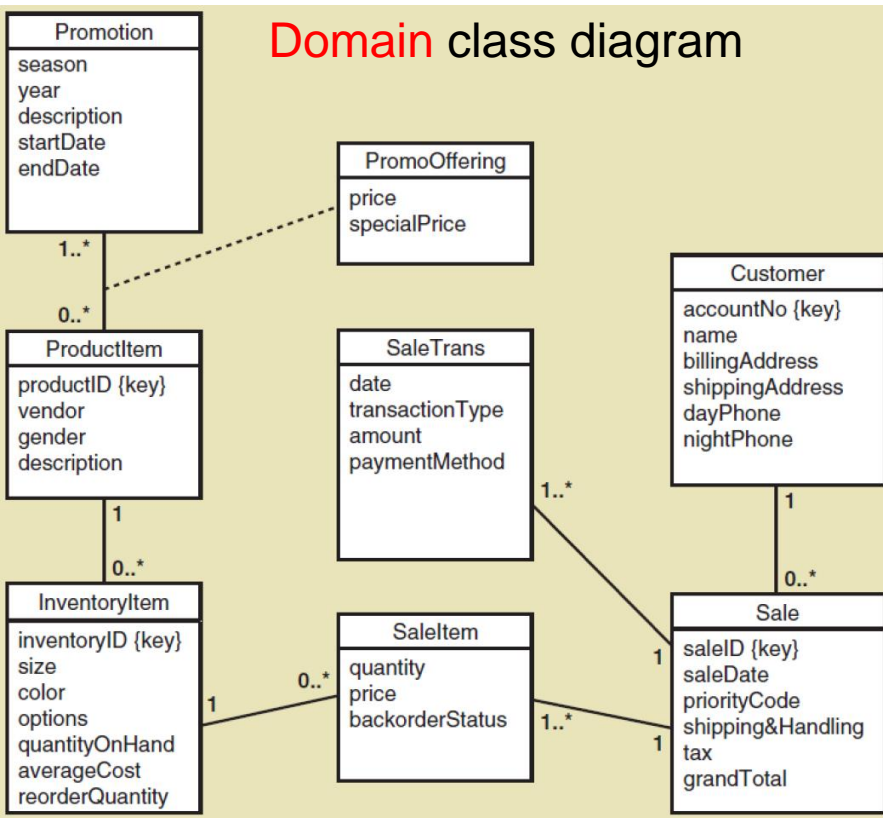 Domain class diagram
Promotion
season
year
description
startDate
endDate
1..*
0..*
PromoOffering
price
specialPrice
ProductItem
productID {key}
vendor
gender
description
1
0..*
SaleTrans
date
transactionType
amount
paymentMethod
1..*
1
Customer
accountNo {key}
name
billingAddress
shippingAddress
dayPhone
nightPhone
1
0..*
InventoryItem
inventoryID {key}
size
color
options
quantityOnHand
averageCost
reorderQuantity
1
0..*
SaleItem
quantity
price
backorderStatus
1..*
1
Sale
saleID {key}
saleDate
priorityCode
shipping&Handling
tax
grandTotal